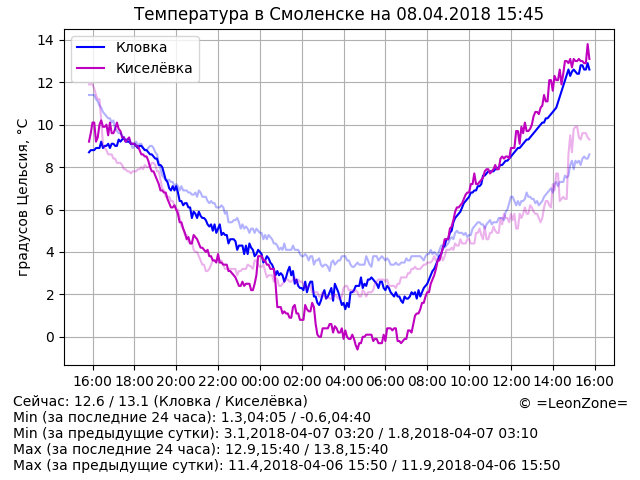 Температура в Смоленске на 08.04.2018 15:45
Кловка
Киселёвка
градусов Цельсия, °C
14
12
10
8
6
4
2
0
16:00 18:00 20:00 22:00 00:00 02:00 04:00 06:00 08:00 10:00 12:00 14:00 16:00
Сейчас: 12.6 / 13.1 (Кловка / Киселёвка)
© =LeonZone=
Min (за последние 24 часа): 1.3,04:05 / -0.6,04:40
Min (за предыдущие сутки): 3.1,2018-04-07 03:20 / 1.8,2018-04-07 03:10
Max (за последние 24 часа): 12.9,15:40 / 13.8,15:40
Max (за предыдущие сутки): 11.4,2018-04-06 15:50 / 11.9,2018-04-06 15:50